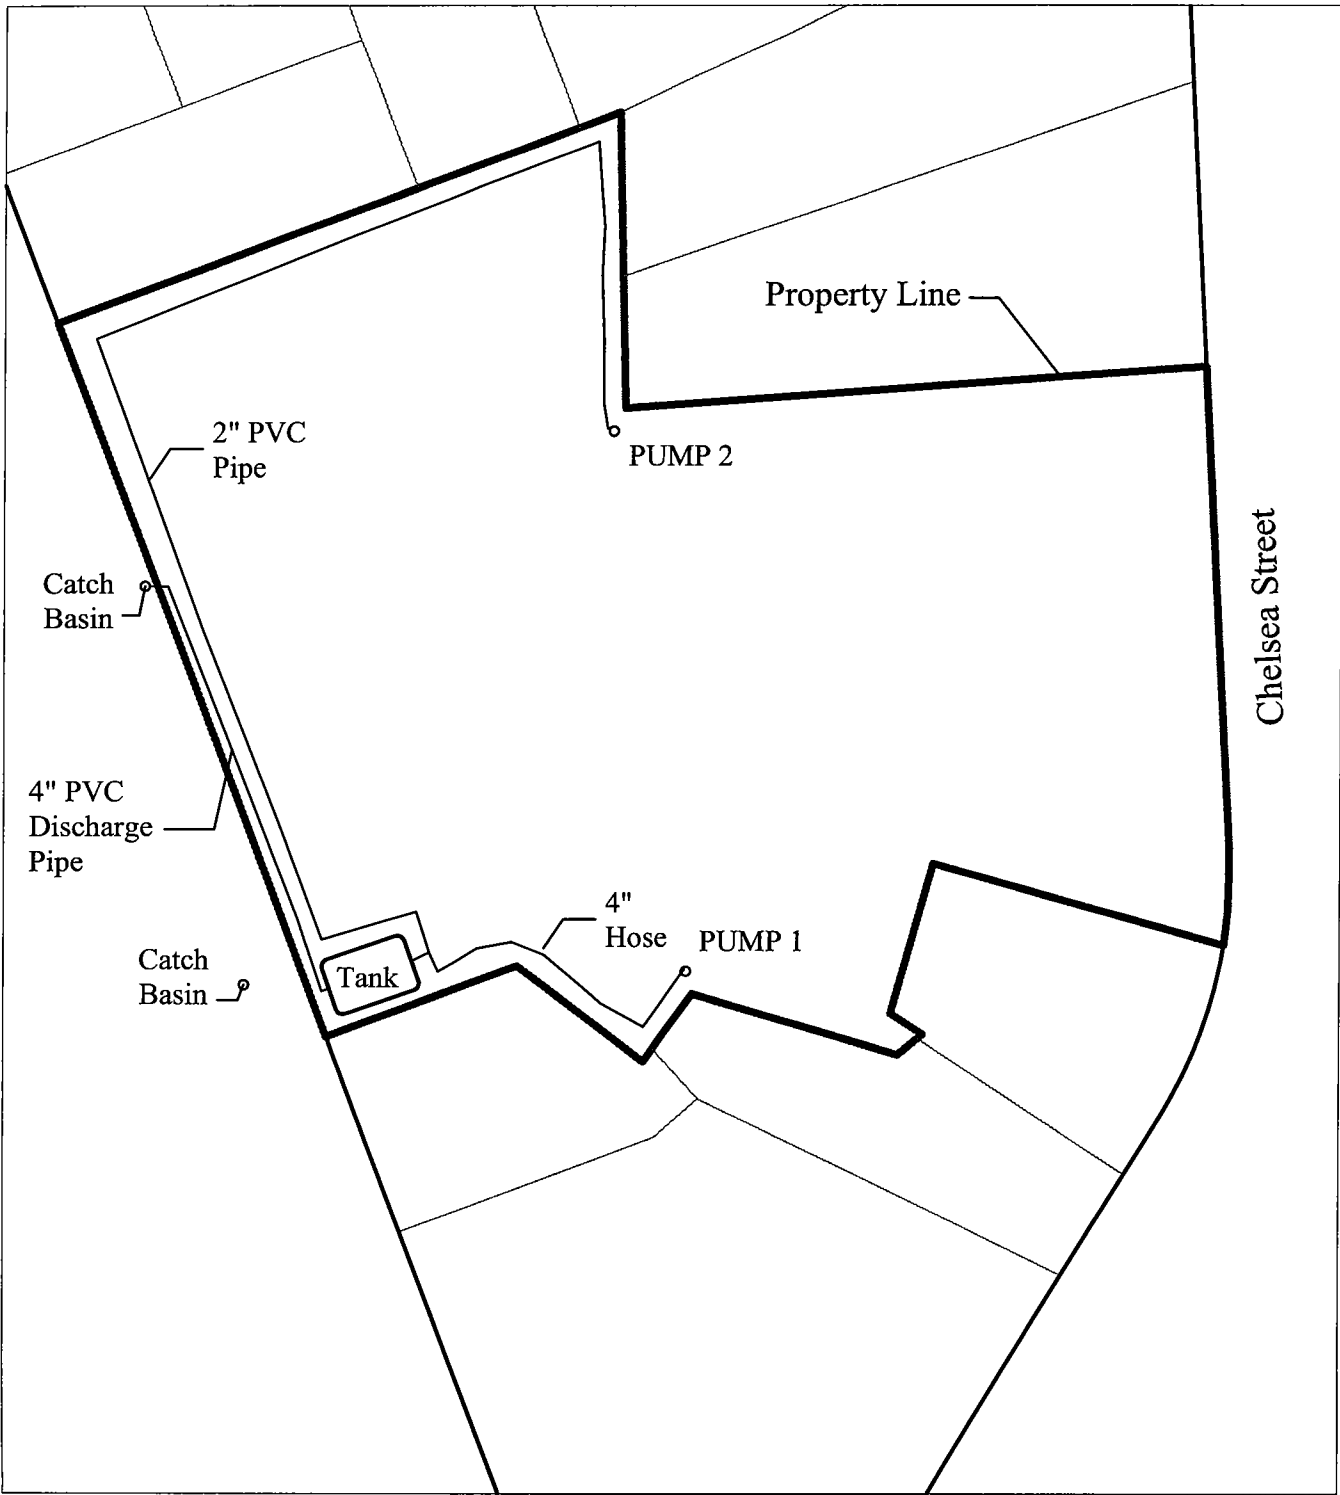 Property Line
2" PVC
Pipe
PUMP 2
Catch
Basin
Chelsea Street
4" PVC
Discharge
Pipe
4"
Hose
PUMP 1
Catch
Basin
Tank